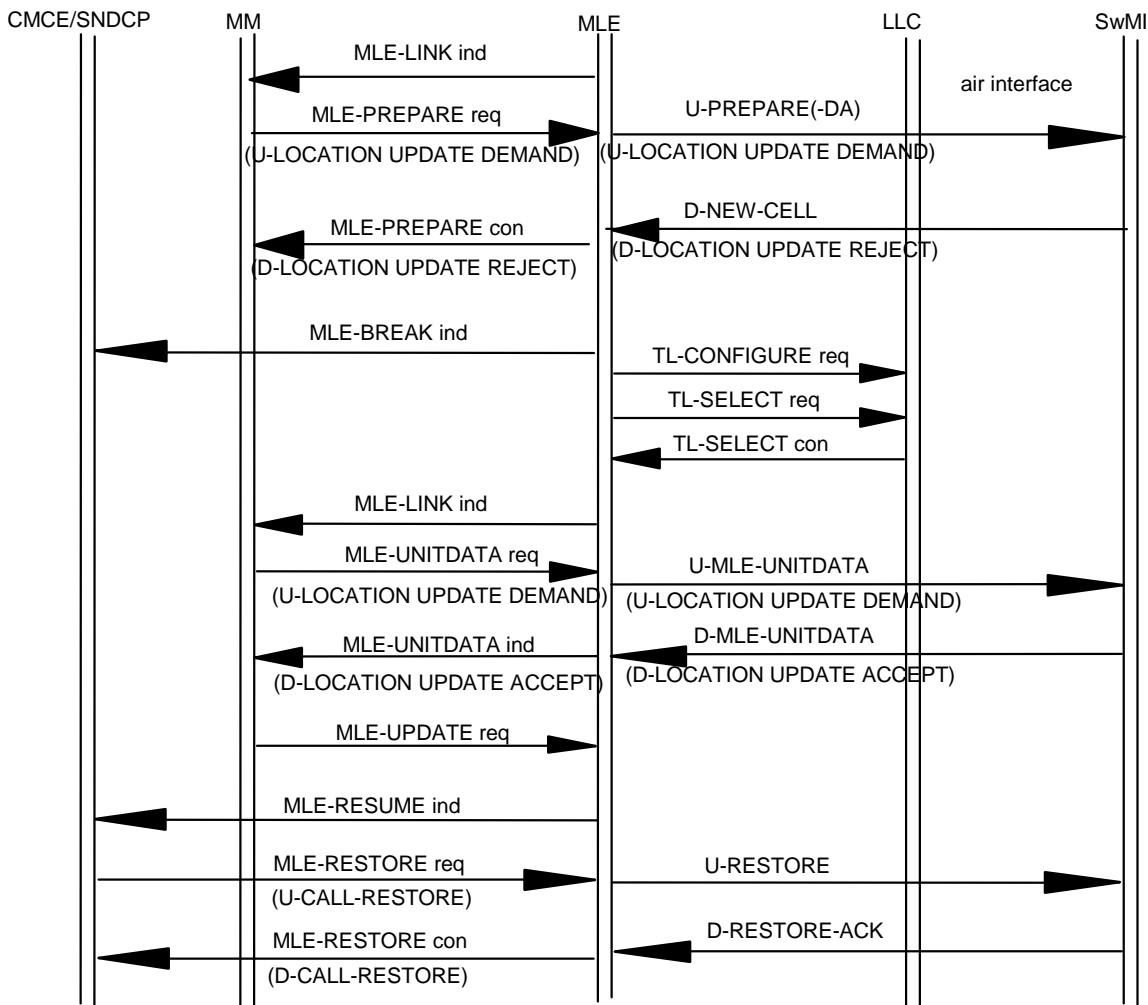 CMCE/SNDCP MM MLE LLC SwMI
MLE-LINK ind
air interface
MLE-PREPARE req U-PREPARE(-DA)
(U-LOCATION UPDATE DEMAND) (U-LOCATION UPDATE DEMAND)
D-NEW-CELL
MLE-PREPARE con
(D-LOCATION UPDATE REJECT)
(D-LOCATION UPDATE REJECT)
MLE-BREAK ind
TL-CONFIGURE req
TL-SELECT req
TL-SELECT con
MLE-LINK ind
MLE-UNITDATA req U-MLE-UNITDATA
(U-LOCATION UPDATE DEMAND) (U-LOCATION UPDATE DEMAND)
MLE-UNITDATA ind D-MLE-UNITDATA
(D-LOCATION UPDATE ACCEPT) (D-LOCATION UPDATE ACCEPT)
MLE-UPDATE req
MLE-RESUME ind
MLE-RESTORE req U-RESTORE
(U-CALL-RESTORE)
MLE-RESTORE con D-RESTORE-ACK
(D-CALL-RESTORE)